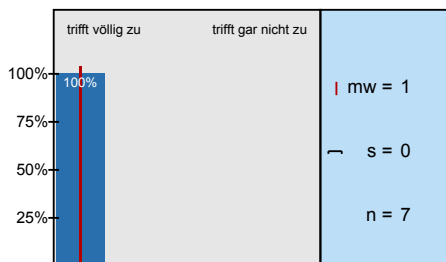 trifft völlig zu trifft gar nicht zu
100%
100%
mw = 1
75%
50%
s = 0
25%
n = 7